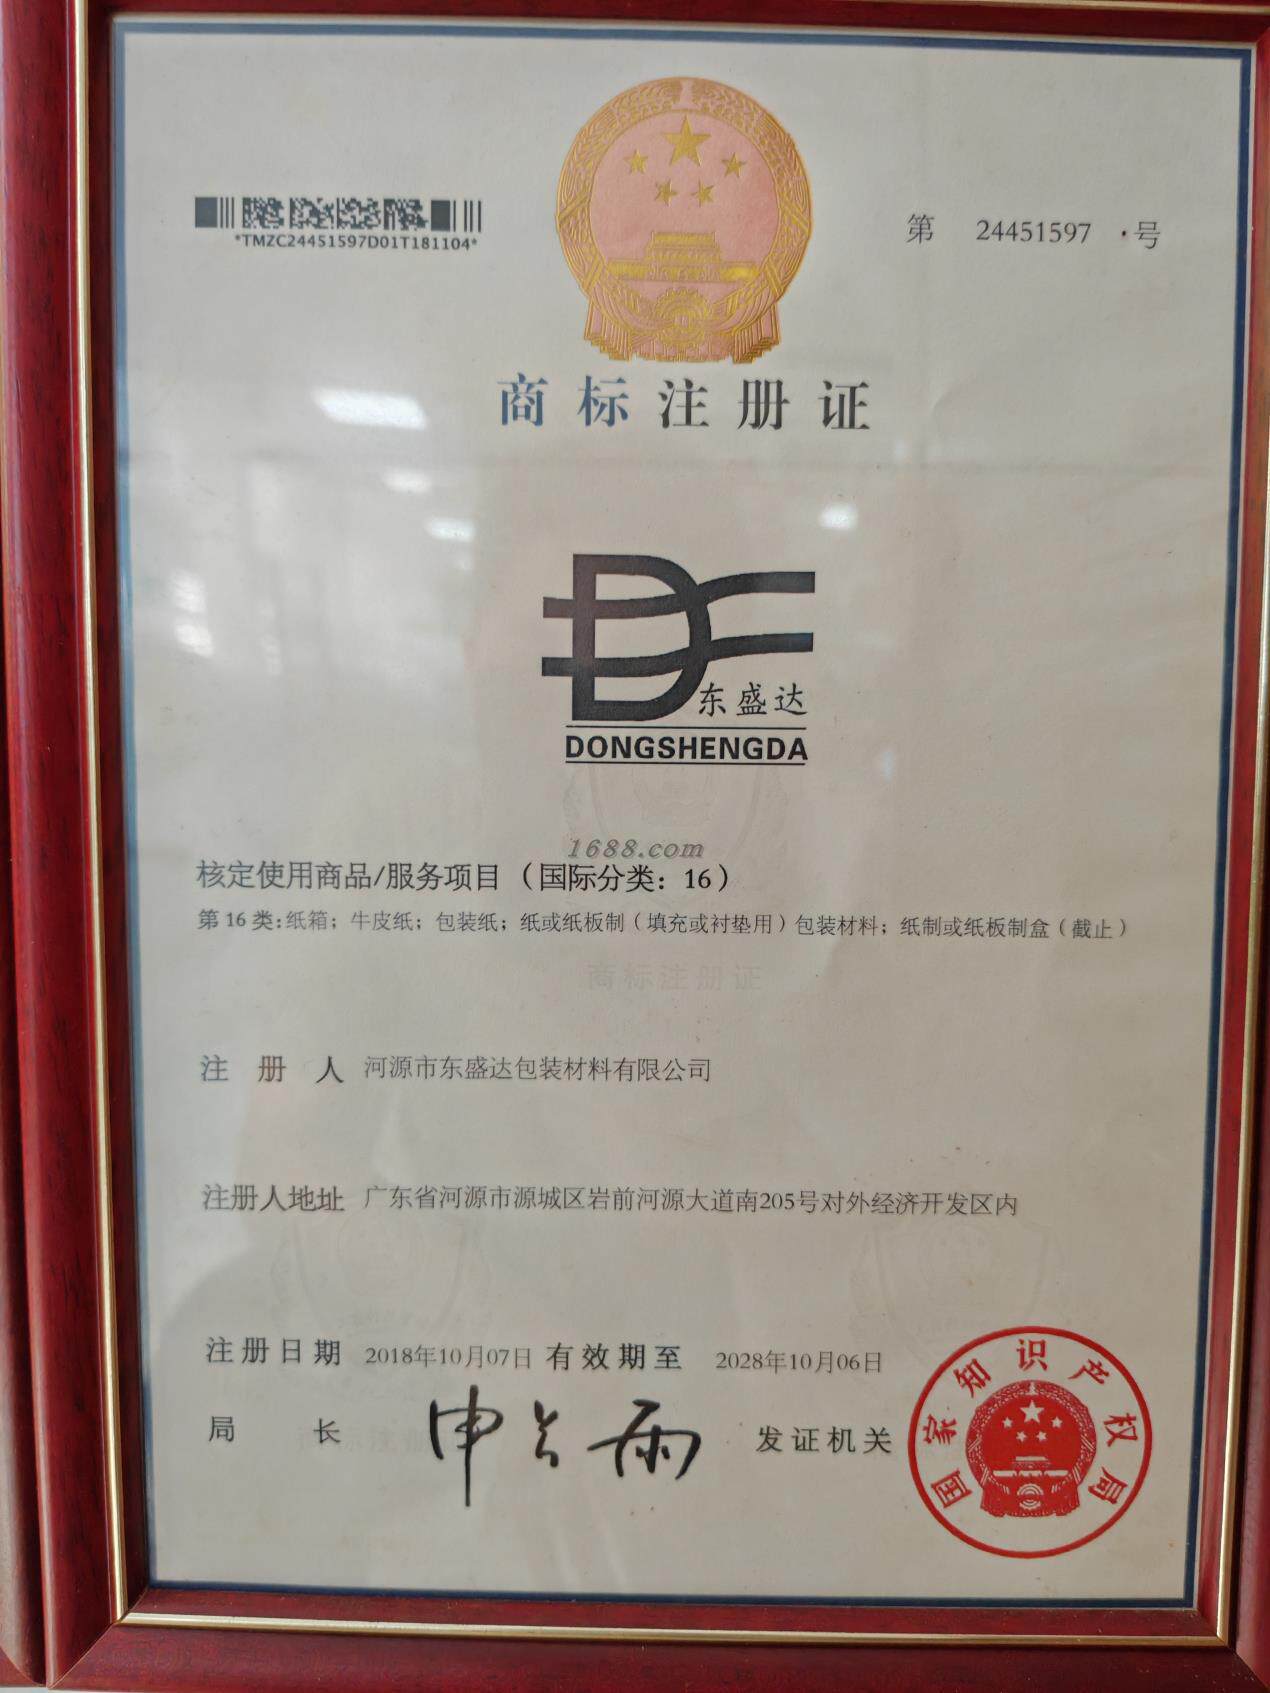 *TMZC24451597D01T181104*
第 24451597 号
商标注册证
东盛达
DONGSHENGDA
1688.com
核定使用商品/服务项目（国际分类：16）
第16类:纸箱；牛皮纸；包装纸；纸或纸板制（填充或衬垫用）包装材料；纸制或纸板制盒（截止）
商标注册证
注册人 河源市东盛达包装材料有限公司
注册人地址 广东省河源市源城区岩前河源大道南205号对外经济开发区内
注册日期 2018年10月07日 有效期至 2028年10月06日
局长 申长雨 发证机关
国家知识产权局